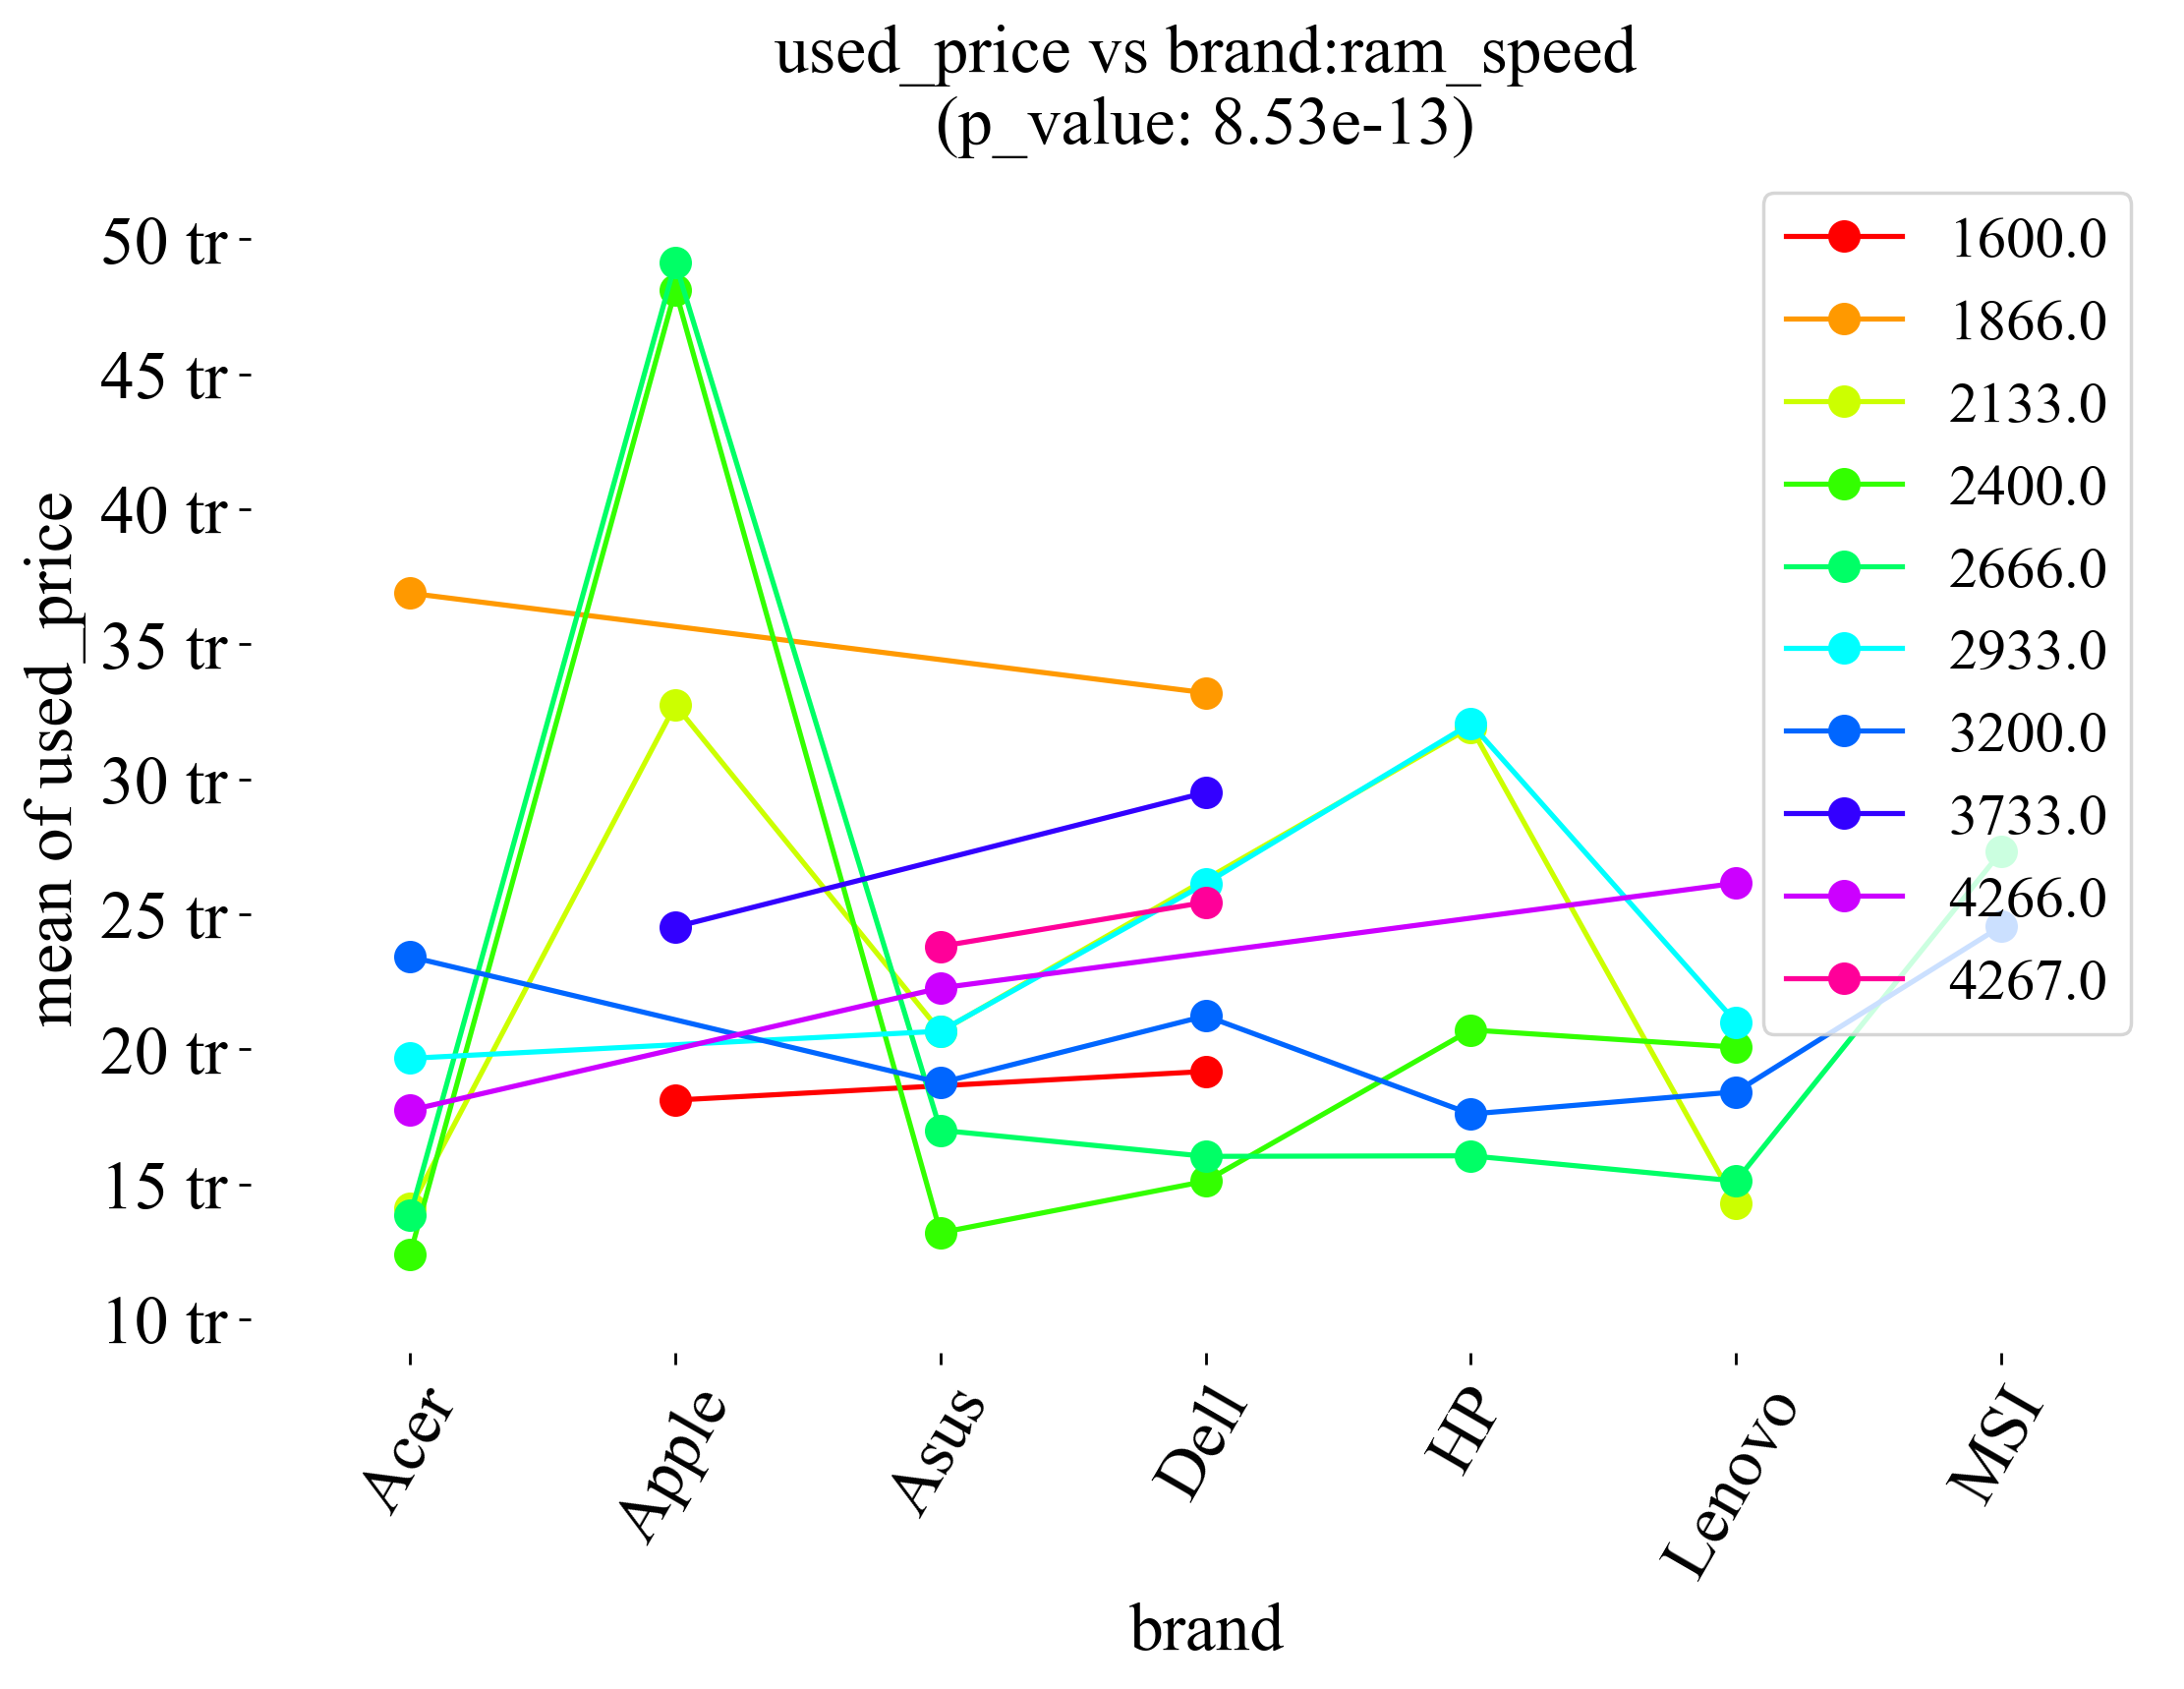 used_price vs brand:ram_speed
(p_value: 8.53e-13)
mean of used_price
50 tr
45 tr
40 tr
35 tr
30 tr
25 tr
20 tr
15 tr
10 tr
1600.0
1866.0
2133.0
2400.0
2666.0
2933.0
3200.0
3733.0
4266.0
4267.0
Acer
Apple
Asus
Dell
HP
Lenovo
MSI
brand